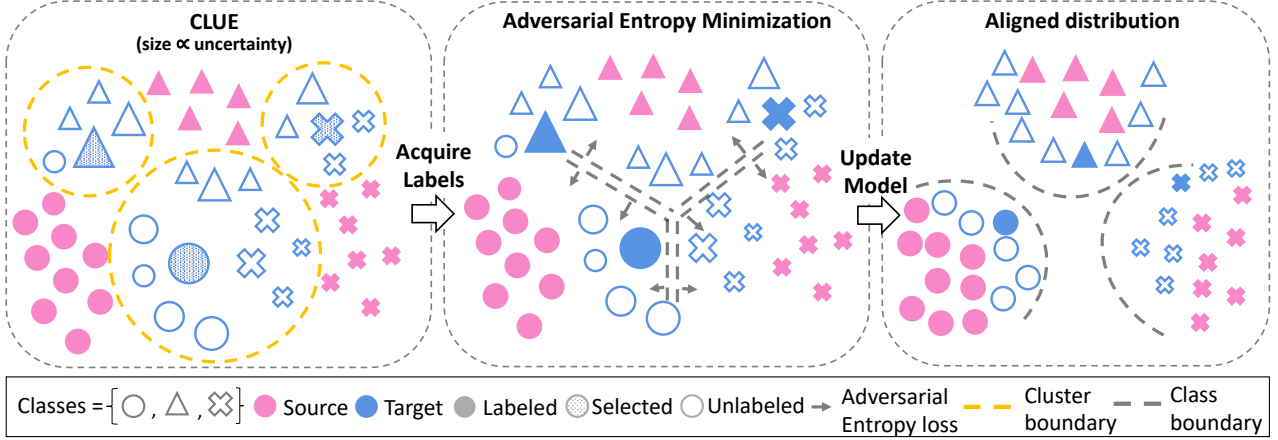 CLUE
(size ∝ uncertainty)
Adversarial Entropy Minimization
Aligned distribution
Acquire
Labels
Update
Model
Classes = { , , }
Source
Target
Labeled
Selected
Unlabeled
Adversarial
Entropy loss
Cluster
boundary
Class
boundary